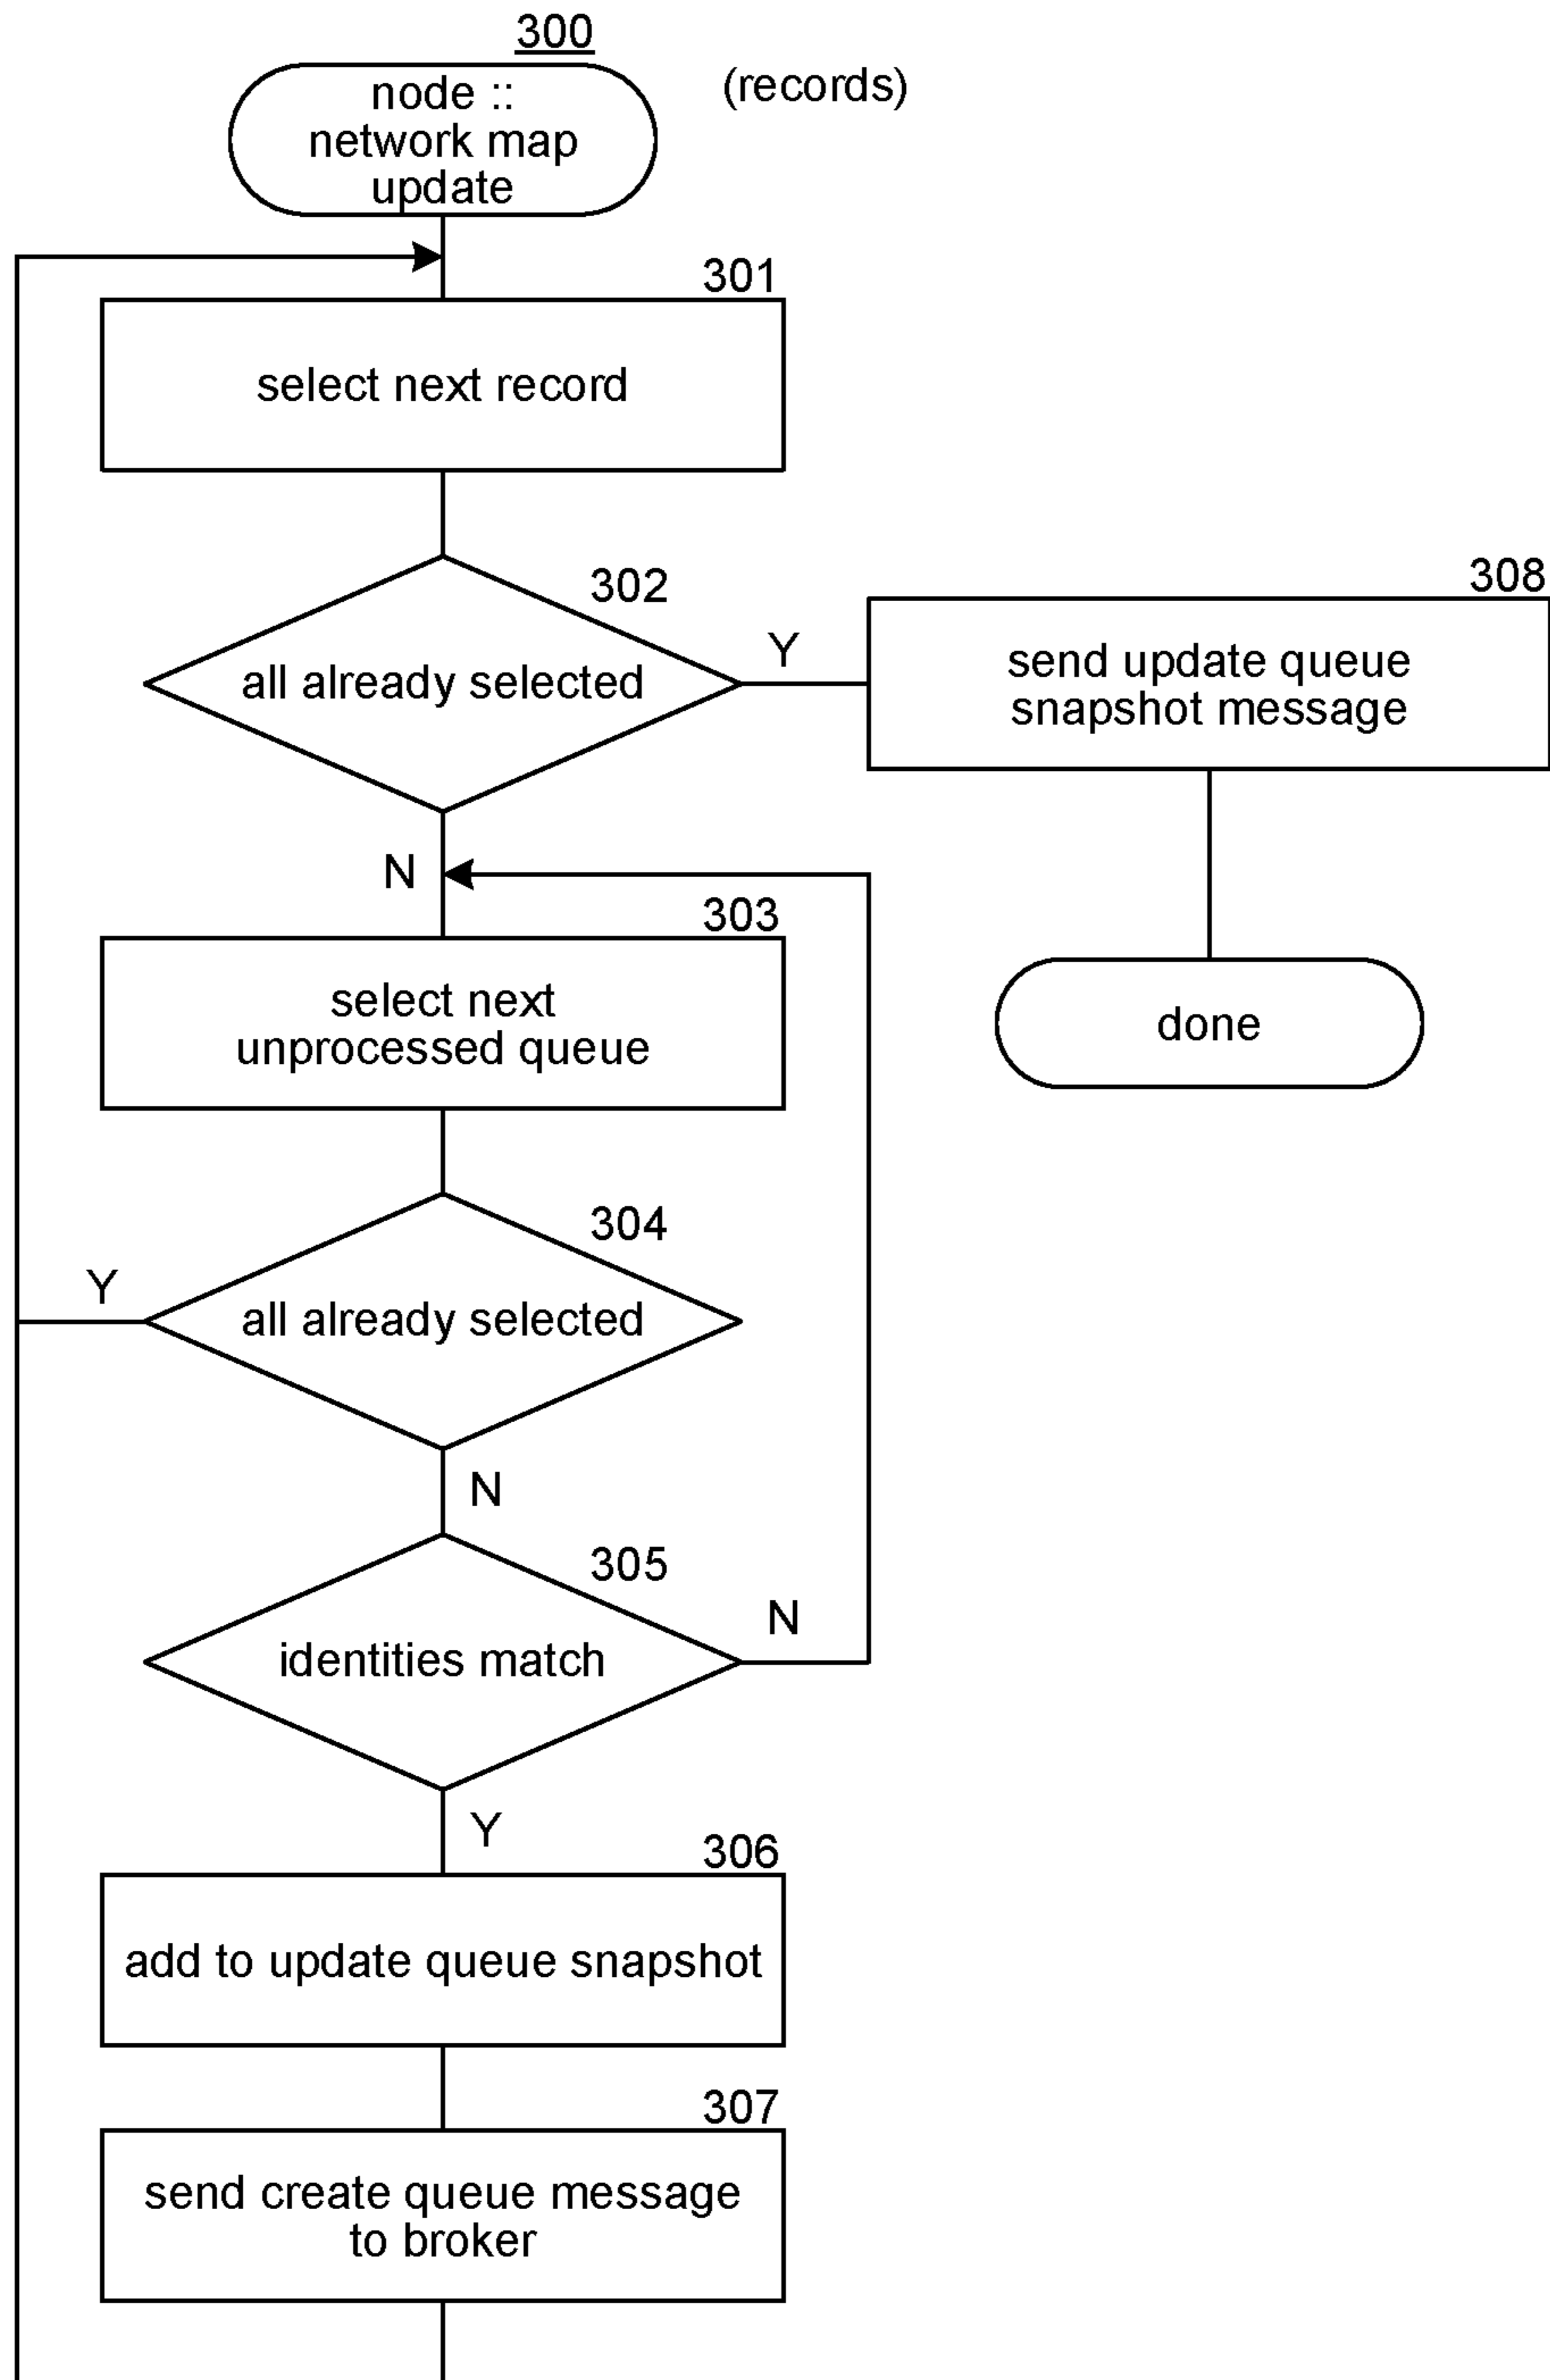 300
node ::
network map
update
(records)
301
select next record
302
all already selected
Y
308
send update queue
snapshot message
N
303
select next
unprocessed queue
done
304
Y
all already selected
N
305
identities match
N
Y
306
add to update queue snapshot
307
send create queue message
to broker